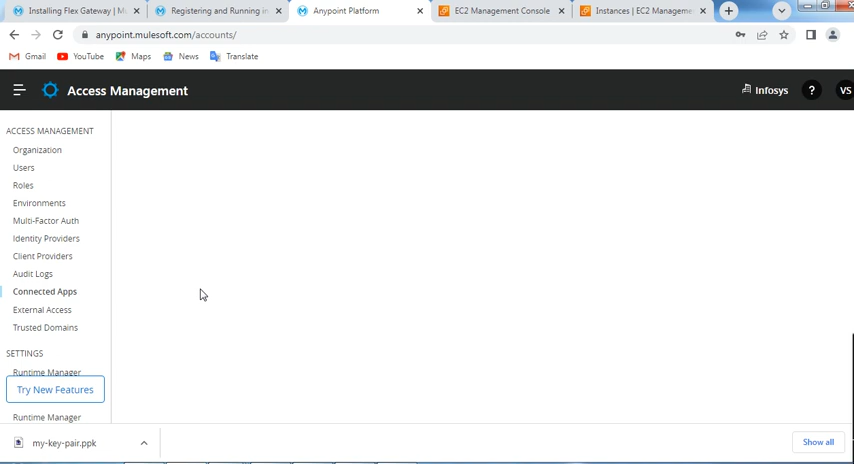 Installing Flex Gateway | Mu
Registering and Running in
Anypoint Platform
EC2 Management Console
Instances | EC2 Managemen
anypoint.mulesoft.com/accounts/
Gmail
YouTube
Maps
News
Translate
Access Management
Infosys
?
VS
ACCESS MANAGEMENT
Organization
Users
Roles
Environments
Multi-Factor Auth
Identity Providers
Client Providers
Audit Logs
Connected Apps
External Access
Trusted Domains
SETTINGS
Runtime Manager
Try New Features
Runtime Manager
my-key-pair.ppk
Show all